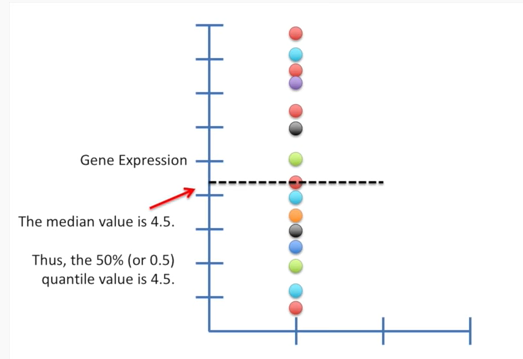 Gene Expression
The median value is 4.5.
Thus, the 50% (or 0.5)
quantile value is 4.5.